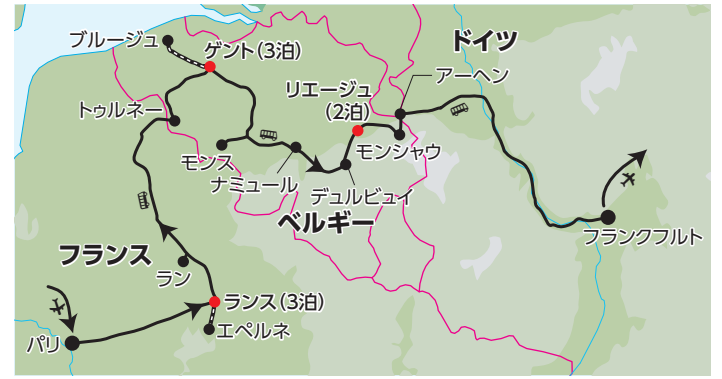 ブルージュ
ゲント（3泊）
ドイツ
アーヘン
リエージュ
（2泊）
トゥルネー
モンシャウ
モンス
ナミュール
デュルビュイ
ベルギー
フランス
ラン
フランクフルト
ランス（3泊）
エペルネ
パリ